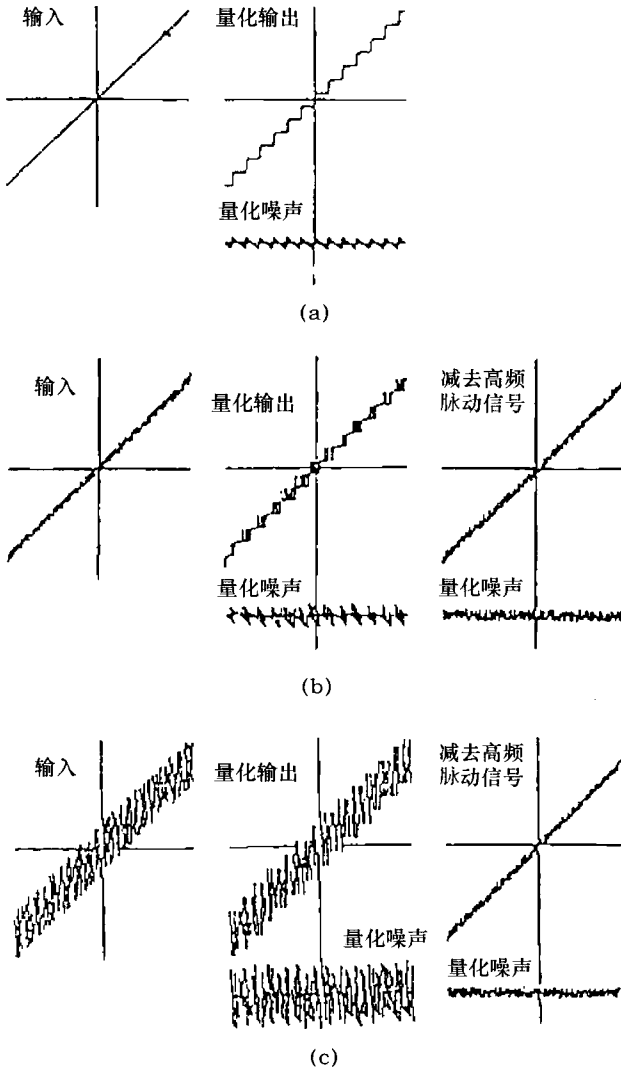 输入
量化输出
量化噪声
(a)
输入
量化输出
减去高频
脉动信号
量化噪声
量化噪声
(b)
输入
量化输出
减去高频
脉动信号
量化噪声
量化噪声
(c)